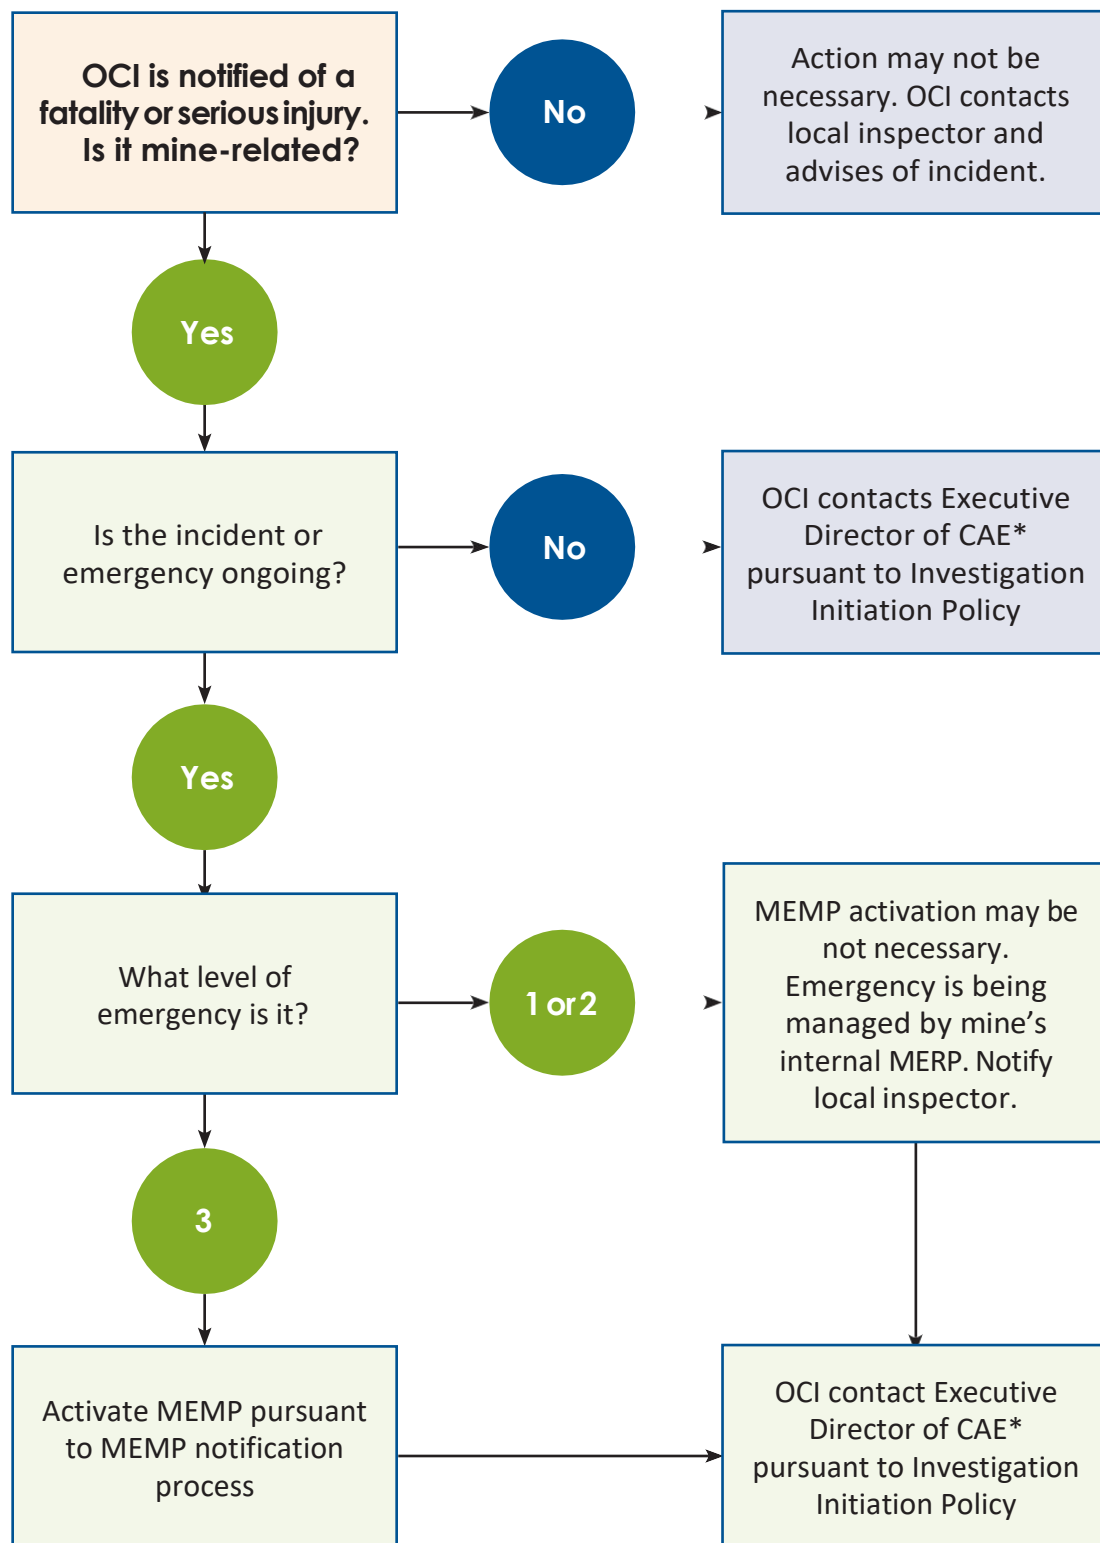 OCI is notified of a
fatality or serious injury.
Is it mine-related?
No
Action may not be
necessary. OCI contacts
local inspector and
advises of incident.
Yes
Is the incident or
emergency ongoing?
No
OCI contacts Executive
Director of CAE*
pursuant to Investigation
Initiation Policy
Yes
What level of
emergency is it?
1 or 2
MEMP activation may be
not necessary.
Emergency is being
managed by mine’s
internal MERP. Notify
local inspector.
3
Activate MEMP pursuant
to MEMP notification
process
OCI contact Executive
Director of CAE*
pursuant to Investigation
Initiation Policy